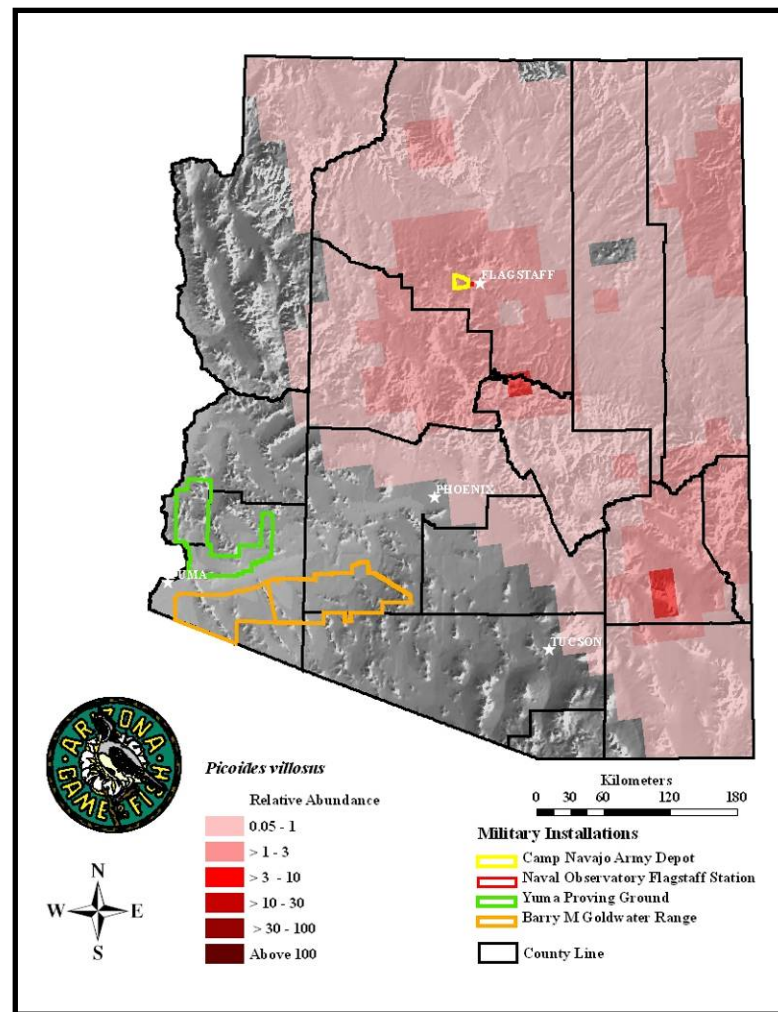 FLAGSTAFF
PHOENIX
YUMA
TUCSON
ARIZONA
GAME & FISH
N
W E
S
Picoides villosus
Relative Abundance
0.05 - 1
> 1 - 3
> 3 - 10
> 10 - 30
> 30 - 100
Above 100
Kilometers
0 15 30 60 90 120 180
Military Installations
Camp Navajo Army Depot
Naval Observatory Flagstaff Station
Yuma Proving Ground
Barry M Goldwater Range
County Line